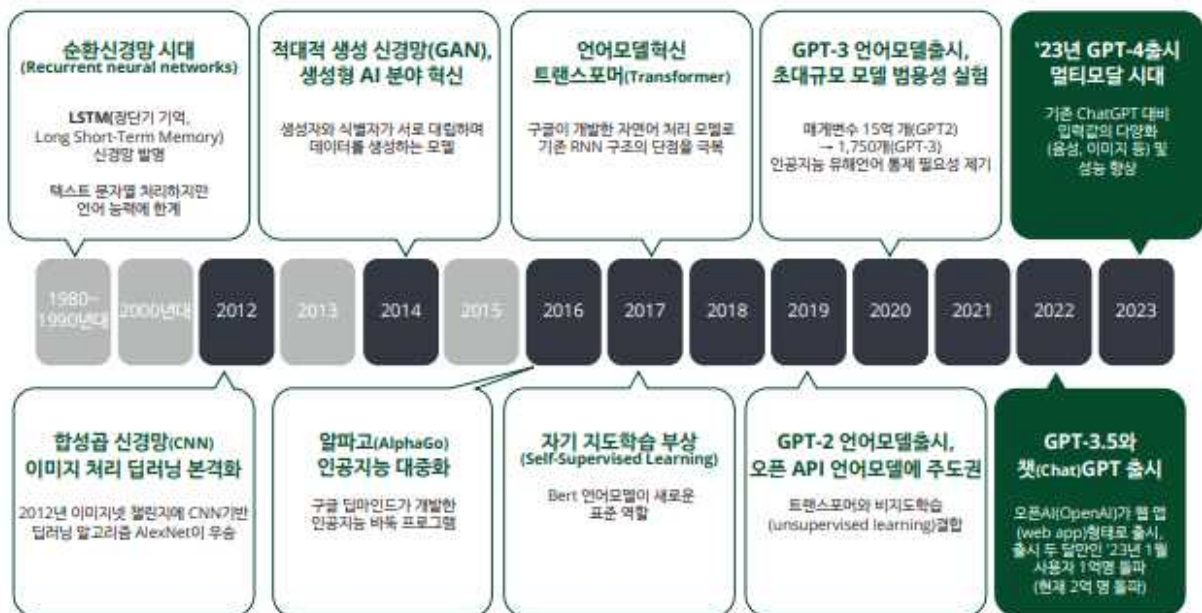 순환신경망 시대
(Recurrent neural networks)
LSTM(장단기 기억,
Long Short-Term Memory)
신경망 발명
텍스트 문자열 처리하지만
언어 능력에 한계
적대적 생성 신경망(GAN),
생성형 AI 분야 혁신
생성자와 식별자가 서로 대립하며
데이터를 생성하는 모델
언어모델혁신
트랜스포머(Transformer)
구글이 개발한 자연어 처리 모델로
기존 RNN 구조의 단점을 극복
GPT-3 언어모델출시,
초대규모 모델 범용성 실험
매게변수 15억 개(GPT2)
→ 1,750개(GPT-3)
인공지능 유해언어 통제 필요성 제기
'23년 GPT-4출시
멀티모달 시대
기존 ChatGPT 대비
입력값의 다양화
(음성, 이미지 등) 및
성능 향상
1980~
1990년대
2000년대
2012
2013
2014
2015
2016
2017
2018
2019
2020
2021
2022
2023
합성곱 신경망(CNN)
이미지 처리 딥러닝 본격화
2012년 이미지넷 챌린지에 CNN기반
딥러닝 알고리즘 AlexNet이 우승
알파고(AlphaGo)
인공지능 대중화
구글 딥마인드가 개발한
인공지능 바둑 프로그램
자기 지도학습 부상
(Self-Supervised Learning)
Bert 언어모델이 새로운
표준 역할
GPT-2 언어모델출시,
오픈 API 언어모델에 주도권
트랜스포머와 비지도학습
(unsupervised learning)결합
GPT-3.5와
챗(Chat)GPT 출시
오픈AI(OpenAI)가 웹 앱
(web app)형태로 출시,
출시 두 달만인 '23년 1월
사용자 1억명 돌파
(현재 2억 명 돌파)